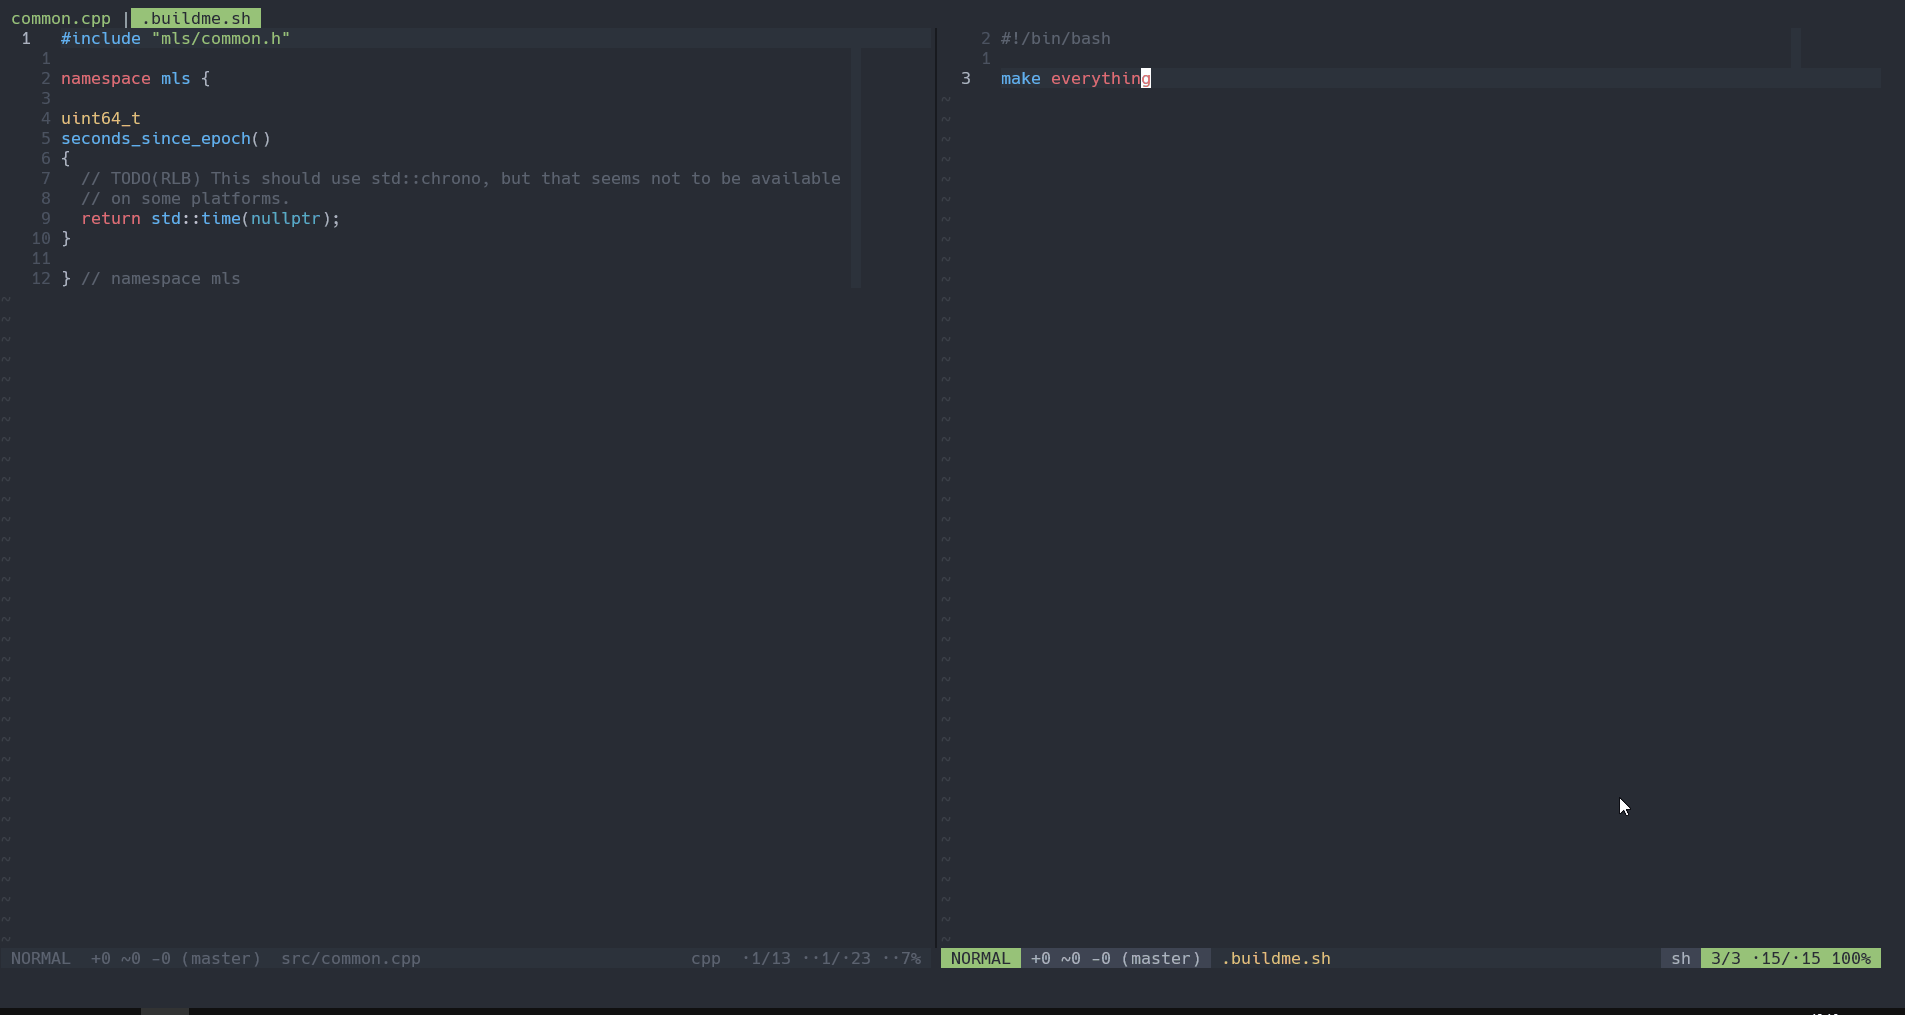 common.cpp | .buildme.sh
1 #include "mls/common.h"
1
2 namespace mls {
3
4 uint64_t
5 seconds_since_epoch()
6 {
7 // TODO(RLB) This should use std::chrono, but that seems not to be available
8 // on some platforms.
9 return std::time(nullptr);
10 }
11
12 } // namespace mls
NORMAL +0 ~0 -0 (master) src/common.cpp cpp ·1/13 ··1/·23 ··7%
2 #!/bin/bash
1
3 make everything
NORMAL +0 ~0 -0 (master) .buildme.sh sh 3/3 ·15/·15 100%